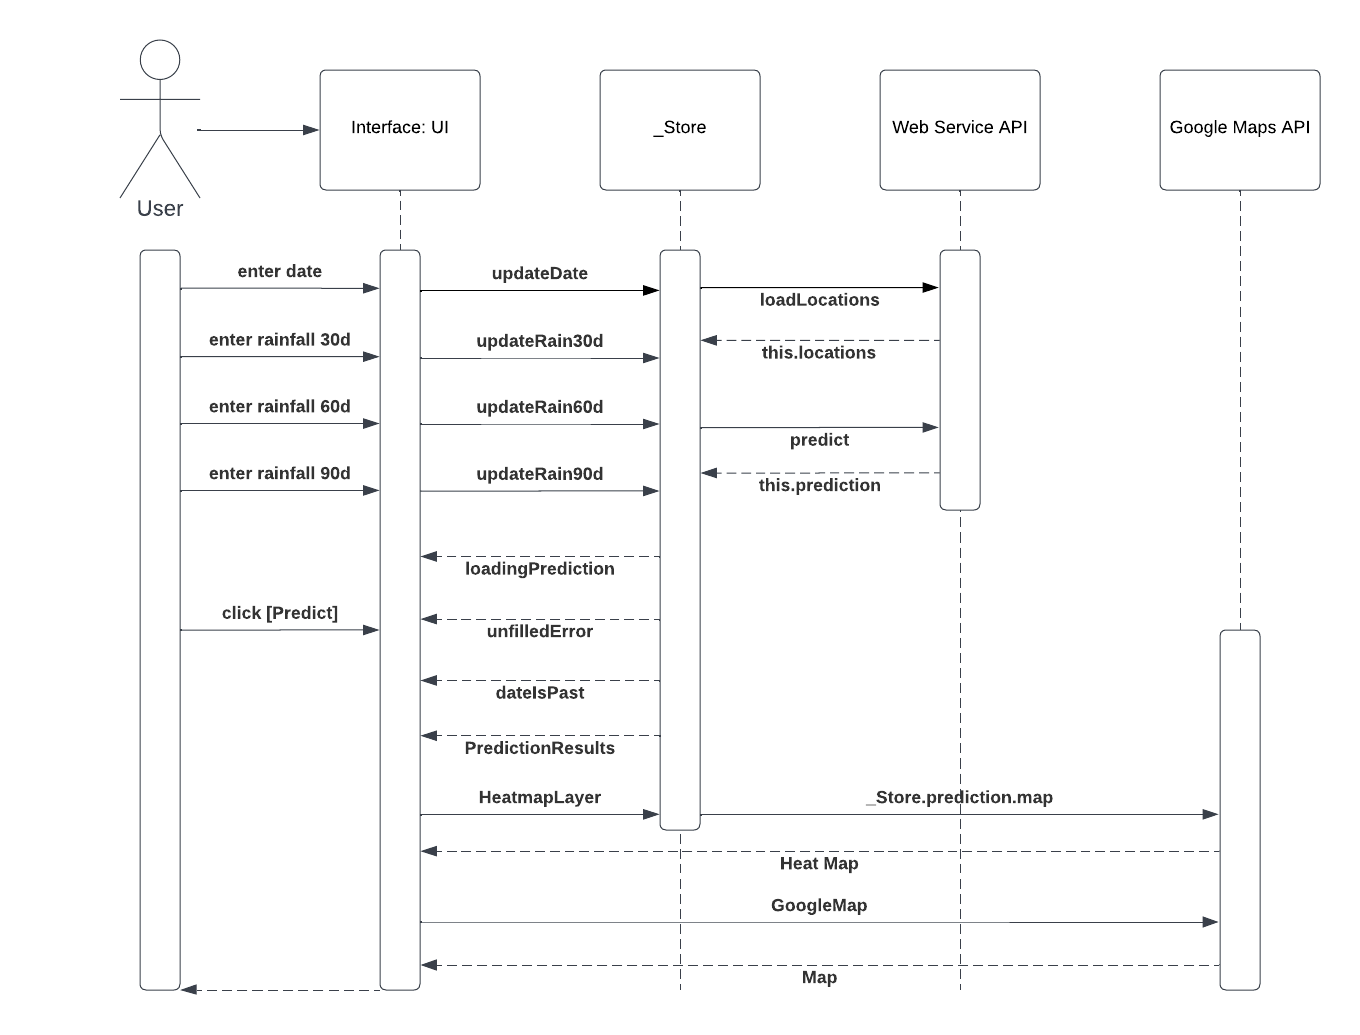 Interface: UI
_Store
Web Service API
Google Maps API
User
enter date
updateDate
loadLocations
enter rainfall 30d
updateRain30d
this.locations
enter rainfall 60d
updateRain60d
predict
enter rainfall 90d
updateRain90d
this.prediction
loadingPrediction
click [Predict]
unfilledError
dateIsPast
PredictionResults
HeatmapLayer
_Store.prediction.map
Heat Map
GoogleMap
Map